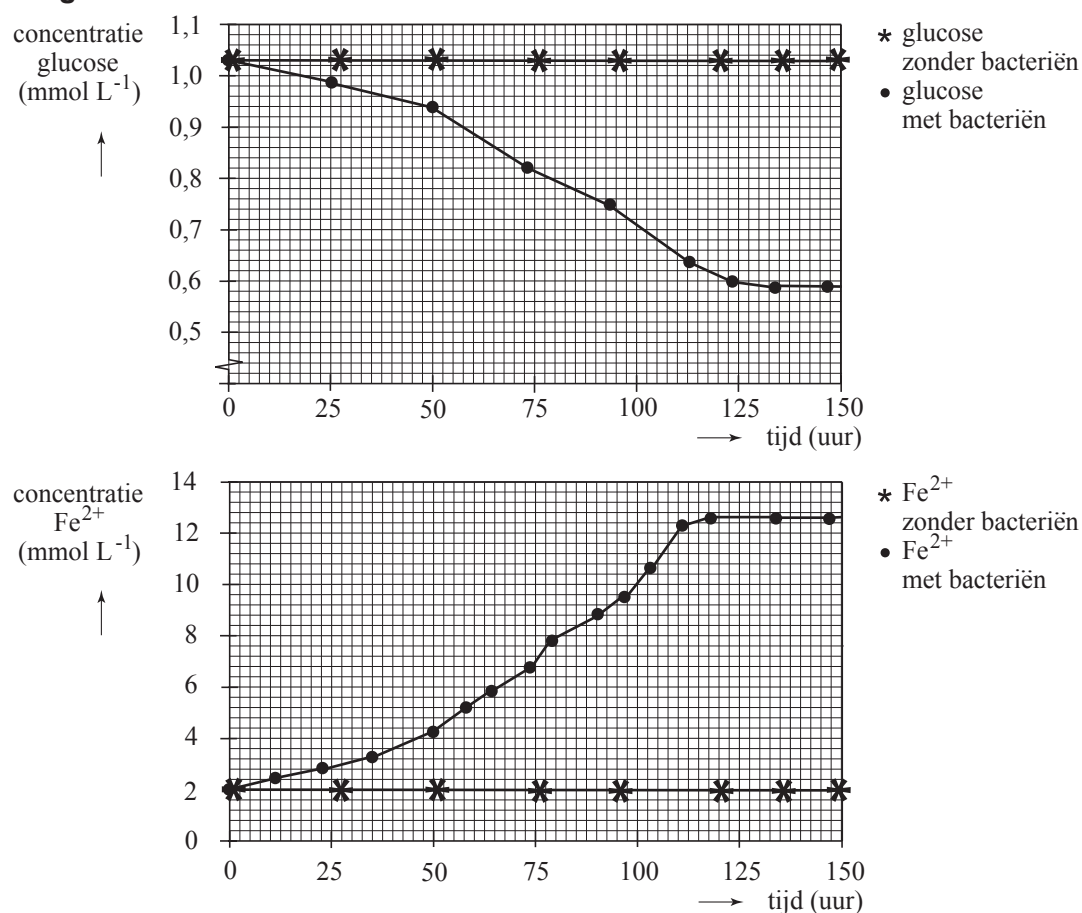 concentratie
glucose
(mmol L-1)
1,1
1,0
0,9
0,8
0,7
0,6
0,5
0
25
50
75
100
125
150
tijd (uur)
* glucose
zonder bacteriën
• glucose
met bacteriën
concentratie
Fe2+
(mmol L-1)
14
12
10
8
6
4
2
0
0
25
50
75
100
125
150
tijd (uur)
* Fe2+
zonder bacteriën
• Fe2+
met bacteriën